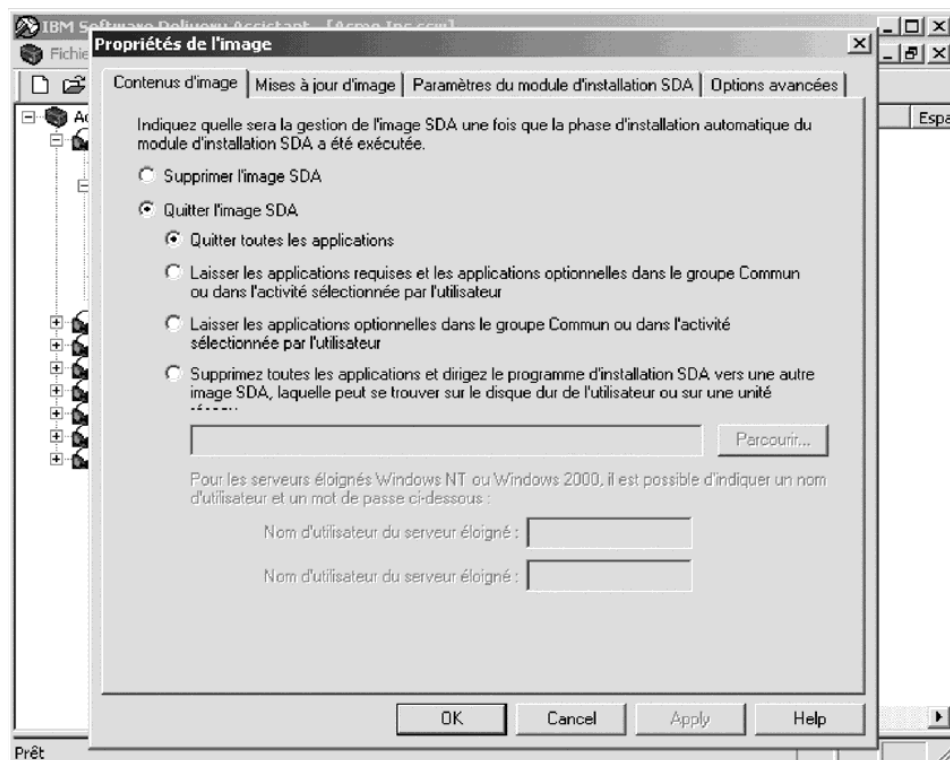 IBM Software Delivery Assistant - [Acme Inc.scw]
Fichie
Propriétés de l'image
Contenus d'image
Mises à jour d'image
Paramètres du module d'installation SDA
Options avancées
Ac
Espa
Indiquez quelle sera la gestion de l'image SDA une fois que la phase d'installation automatique du
module d'installation SDA a été exécutée.
Supprimer l'image SDA
Quitter l'image SDA
Quitter toutes les applications
Laisser les applications requises et les applications optionnelles dans le groupe Commun
ou dans l'activité sélectionnée par l'utilisateur
Laisser les applications optionnelles dans le groupe Commun ou dans l'activité
sélectionnée par l'utilisateur
Supprimez toutes les applications et dirigez le programme d'installation SDA vers une autre
image SDA, laquelle peut se trouver sur le disque dur de l'utilisateur ou sur une unité
Parcourir...
Pour les serveurs éloignés Windows NT ou Windows 2000, il est possible d'indiquer un nom
d'utilisateur et un mot de passe ci-dessous :
Nom d'utilisateur du serveur éloigné :
Nom d'utilisateur du serveur éloigné :
OK
Cancel
Apply
Help
Prêt